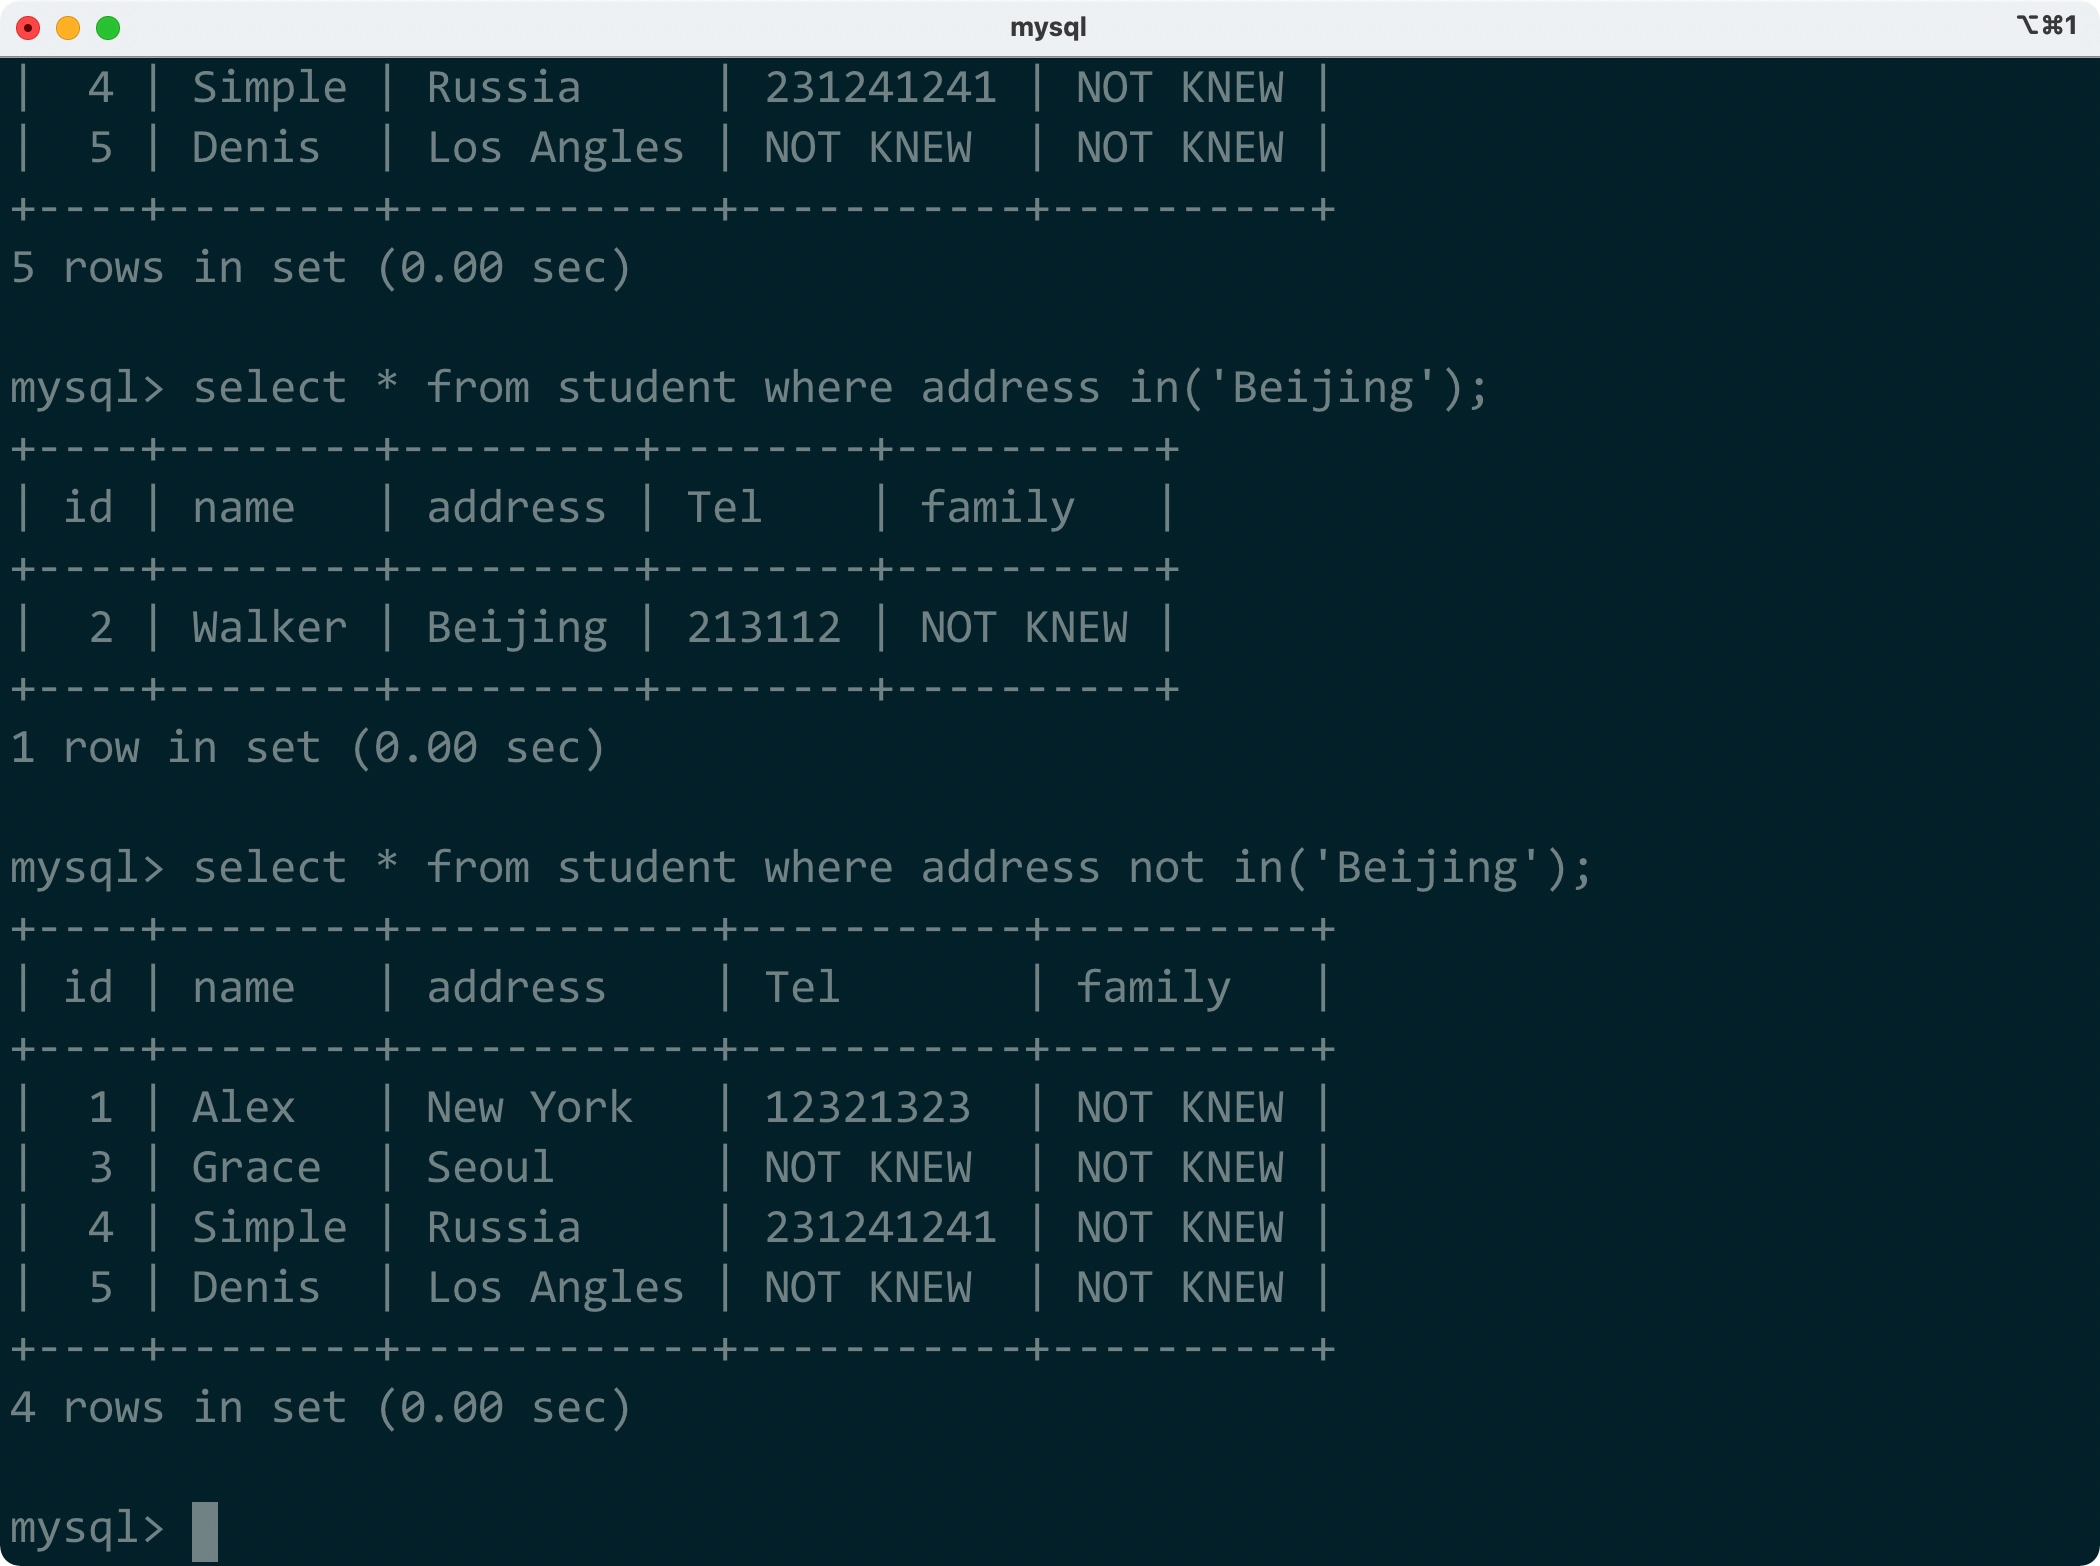 mysql ⌥⌘1
|  4 | Simple | Russia     | 231241241 | NOT KNEW |
|  5 | Denis  | Los Angles | NOT KNEW  | NOT KNEW |
+----+--------+------------+-----------+----------+
5 rows in set (0.00 sec)
mysql> select * from student where address in('Beijing');
+----+--------+---------+--------+----------+
| id | name   | address | Tel    | family   |
+----+--------+---------+--------+----------+
|  2 | Walker | Beijing | 213112 | NOT KNEW |
+----+--------+---------+--------+----------+
1 row in set (0.00 sec)
mysql> select * from student where address not in('Beijing');
+----+--------+------------+-----------+----------+
| id | name   | address    | Tel       | family   |
+----+--------+------------+-----------+----------+
|  1 | Alex   | New York   | 12321323  | NOT KNEW |
|  3 | Grace  | Seoul      | NOT KNEW  | NOT KNEW |
|  4 | Simple | Russia     | 231241241 | NOT KNEW |
|  5 | Denis  | Los Angles | NOT KNEW  | NOT KNEW |
+----+--------+------------+-----------+----------+
4 rows in set (0.00 sec)
mysql>